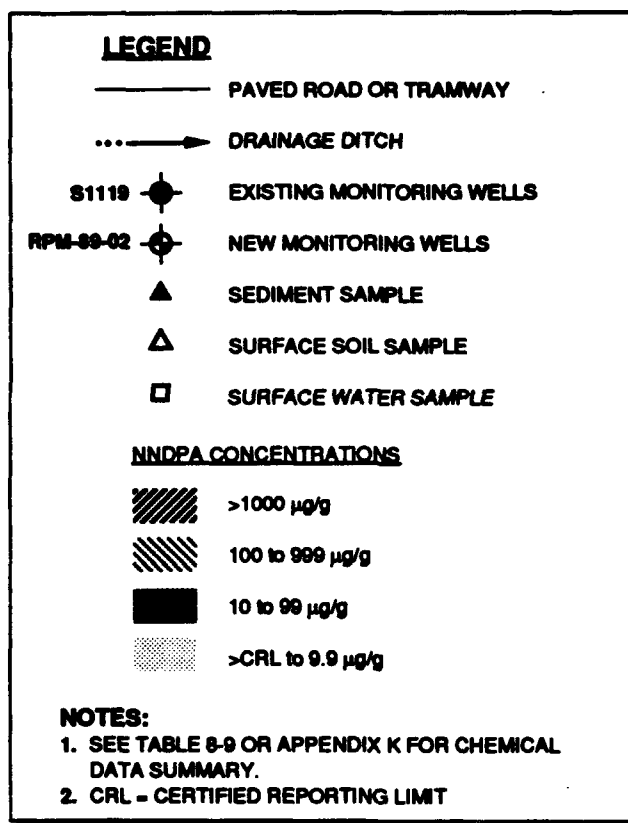 LEGEND
PAVED ROAD OR TRAMWAY
DRAINAGE DITCH
S1119 EXISTING MONITORING WELLS
RPM-89-02 NEW MONITORING WELLS
SEDIMENT SAMPLE
SURFACE SOIL SAMPLE
SURFACE WATER SAMPLE
NNDPA CONCENTRATIONS
>1000 µg/g
100 to 999 µg/g
10 to 99 µg/g
>CRL to 9.9 µg/g
NOTES:
1. SEE TABLE 8-9 OR APPENDIX K FOR CHEMICAL
DATA SUMMARY.
2. CRL = CERTIFIED REPORTING LIMIT